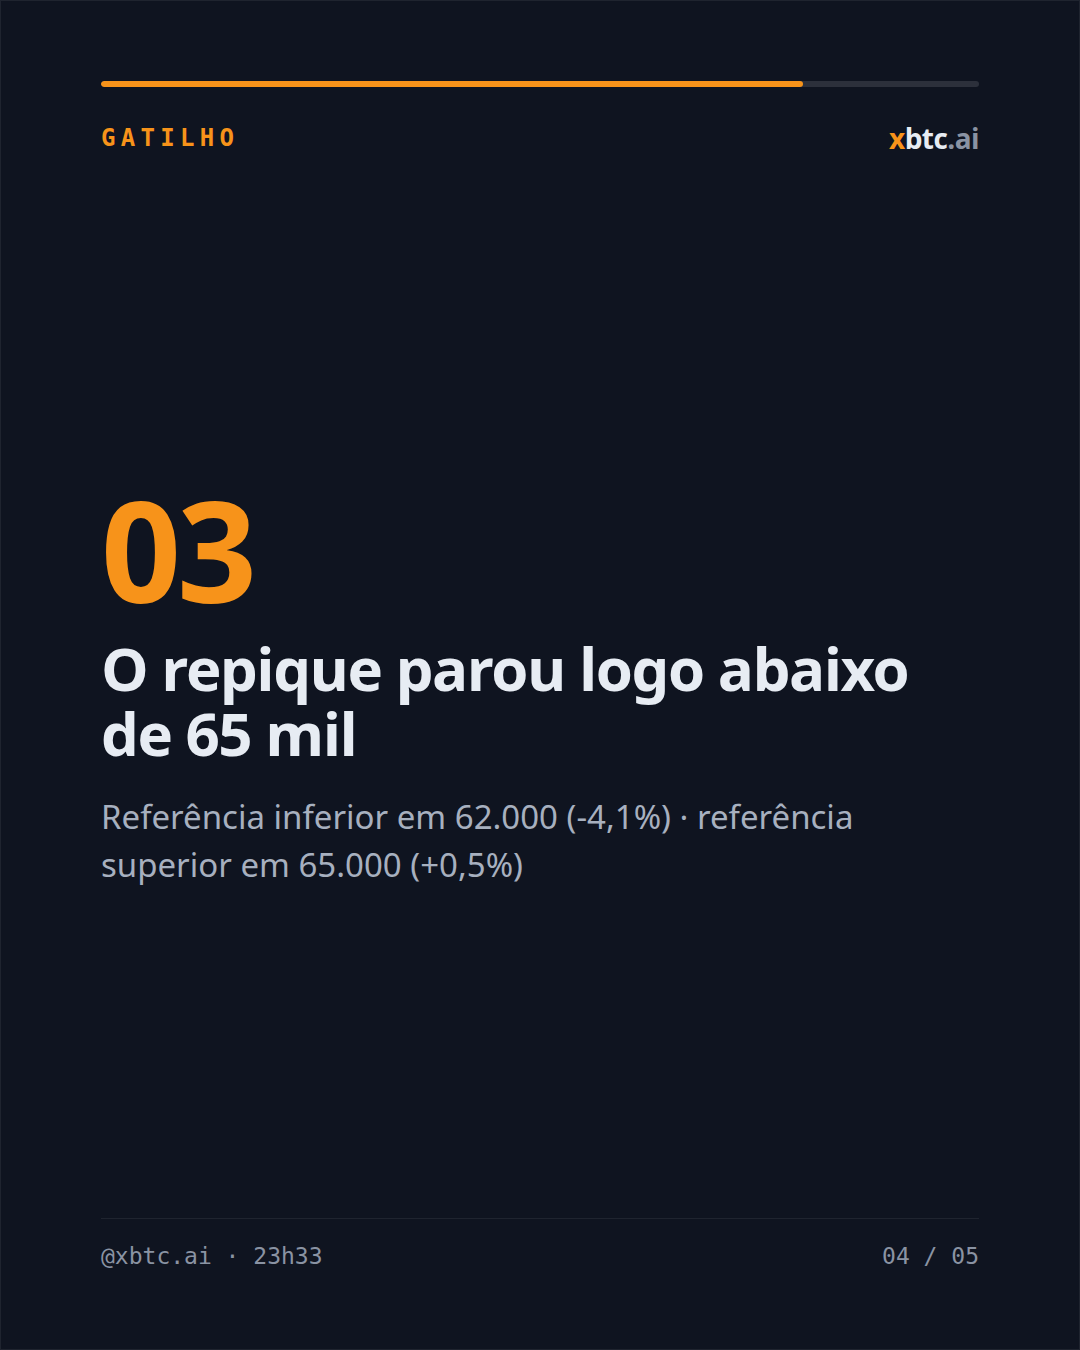 GATILHO
xbtc.ai
03
O repique parou logo abaixo
de 65 mil
Referência inferior em 62.000 (-4,1%) · referência
superior em 65.000 (+0,5%)
@xbtc.ai · 23h33
04 / 05